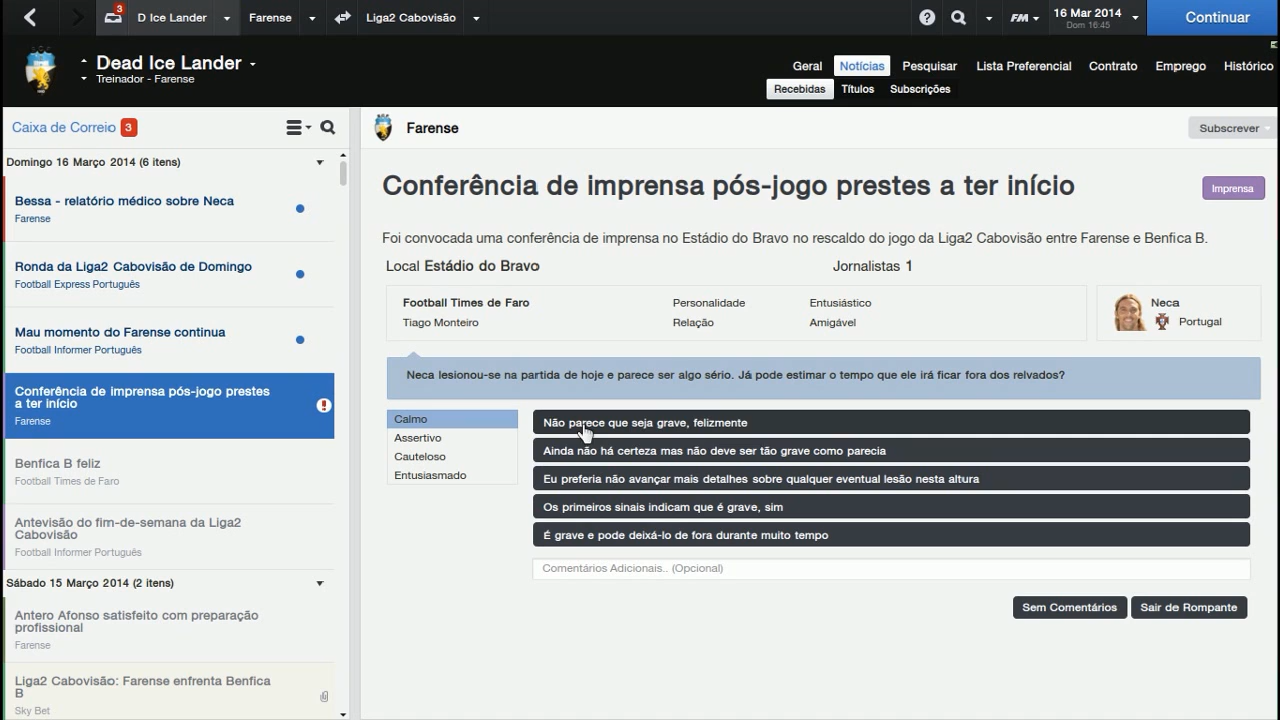 3
D Ice Lander
Farense
Liga2 Cabovisão
FM
16 Mar 2014
Dom 16:45
Continuar
Dead Ice Lander
Treinador - Farense
Geral
Notícias
Pesquisar
Lista Preferencial
Contrato
Emprego
Histórico
Recebidas
Títulos
Subscrições
Caixa de Correio 3
Farense
Subscrever
Domingo 16 Março 2014 (6 itens)
Bessa - relatório médico sobre Neca
Farense
Ronda da Liga2 Cabovisão de Domingo
Football Express Português
Mau momento do Farense continua
Football Informer Português
Conferência de imprensa pós-jogo prestes
a ter início
Farense
Benfica B feliz
Football Times de Faro
Antevisão do fim-de-semana da Liga2
Cabovisão
Football Informer Português
Sábado 15 Março 2014 (2 itens)
Antero Afonso satisfeito com preparação
profissional
Farense
Liga2 Cabovisão: Farense enfrenta Benfica
B
Sky Bet
Conferência de imprensa pós-jogo prestes a ter início
Imprensa
Foi convocada uma conferência de imprensa no Estádio do Bravo no rescaldo do jogo da Liga2 Cabovisão entre Farense e Benfica B.
Local Estádio do Bravo
Jornalistas 1
Football Times de Faro
Personalidade
Entusiástico
Tiago Monteiro
Relação
Amigável
Neca
Portugal
Neca lesionou-se na partida de hoje e parece ser algo sério. Já pode estimar o tempo que ele irá ficar fora dos relvados?
Calmo
Assertivo
Cauteloso
Entusiasmado
Não parece que seja grave, felizmente
Ainda não há certeza mas não deve ser tão grave como parecia
Eu preferia não avançar mais detalhes sobre qualquer eventual lesão nesta altura
Os primeiros sinais indicam que é grave, sim
É grave e pode deixá-lo de fora durante muito tempo
Comentários Adicionais.. (Opcional)
Sem Comentários
Sair de Rompante